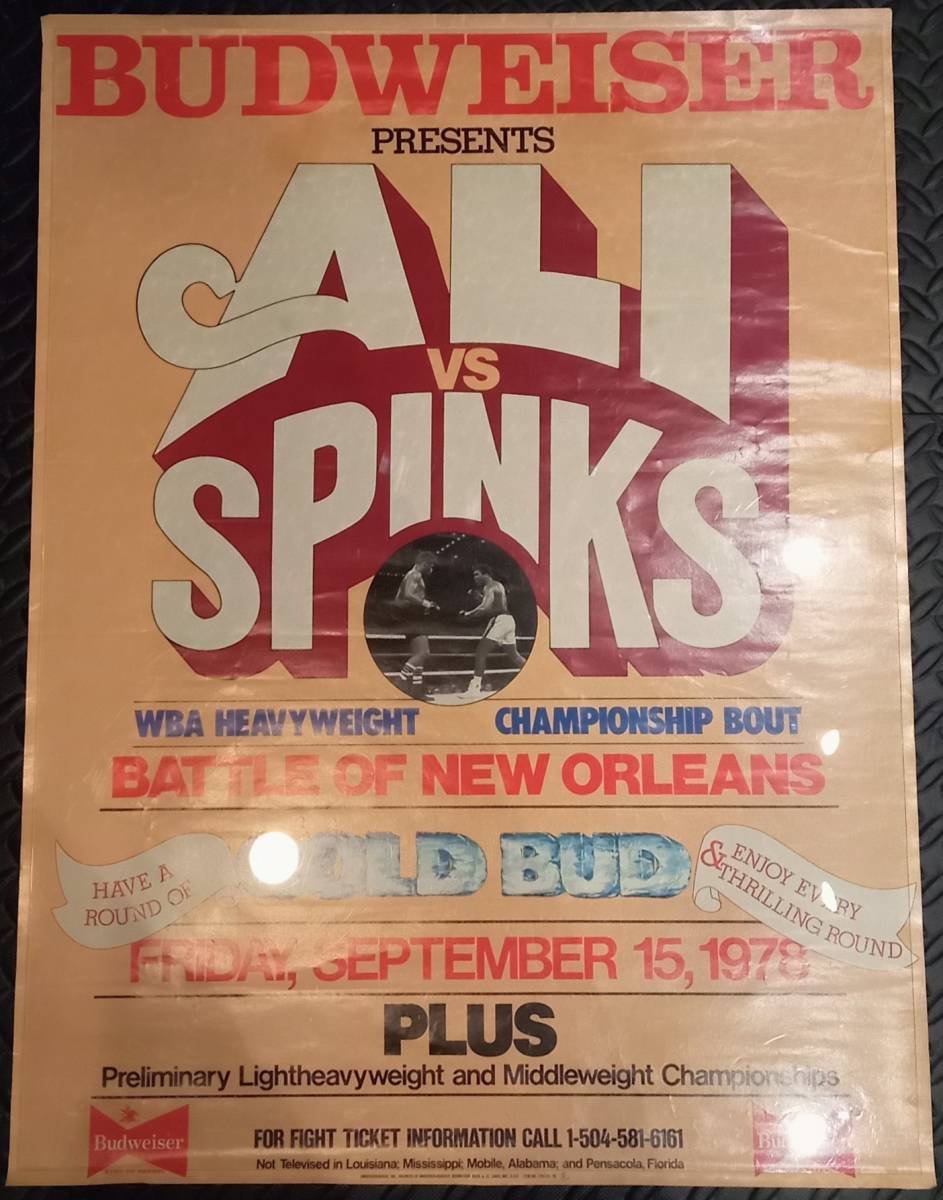 BUDWEISER
PRESENTS
ALI
VS
SPINKS
WBA HEAVYWEIGHT CHAMPIONSHIP BOUT
BATTLE OF NEW ORLEANS
HAVE A
ROUND OF
COLD BUD
& ENJOY EVERY
THRILLING ROUND
FRIDAY, SEPTEMBER 15, 1978
PLUS
Preliminary Lightheavyweight and Middleweight Championships
Budweiser
FOR FIGHT TICKET INFORMATION CALL 1-504-581-6161
Not Televised in Louisiana; Mississippi; Mobile, Alabama; and Pensacola, Florida